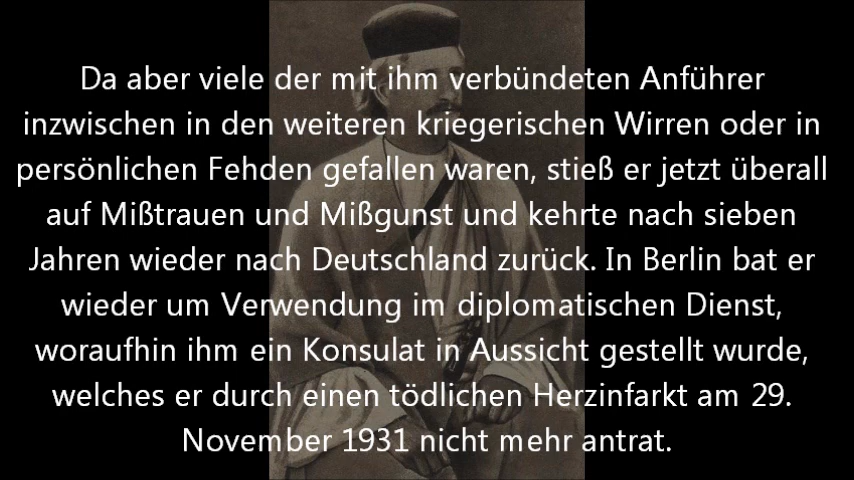 Da aber viele der mit ihm verbündeten Anführer
inzwischen in den weiteren kriegerischen Wirren oder in
persönlichen Fehden gefallen waren, stieß er jetzt überall
auf Mißtrauen und Mißgunst und kehrte nach sieben
Jahren wieder nach Deutschland zurück. In Berlin bat er
wieder um Verwendung im diplomatischen Dienst,
woraufhin ihm ein Konsulat in Aussicht gestellt wurde,
welches er durch einen tödlichen Herzinfarkt am 29.
November 1931 nicht mehr antrat.